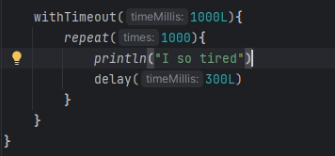 withTimeout( timeMillis: 1000L){
repeat( times: 1000){
println("I so tired")
delay( timeMillis: 300L)
}
}
}